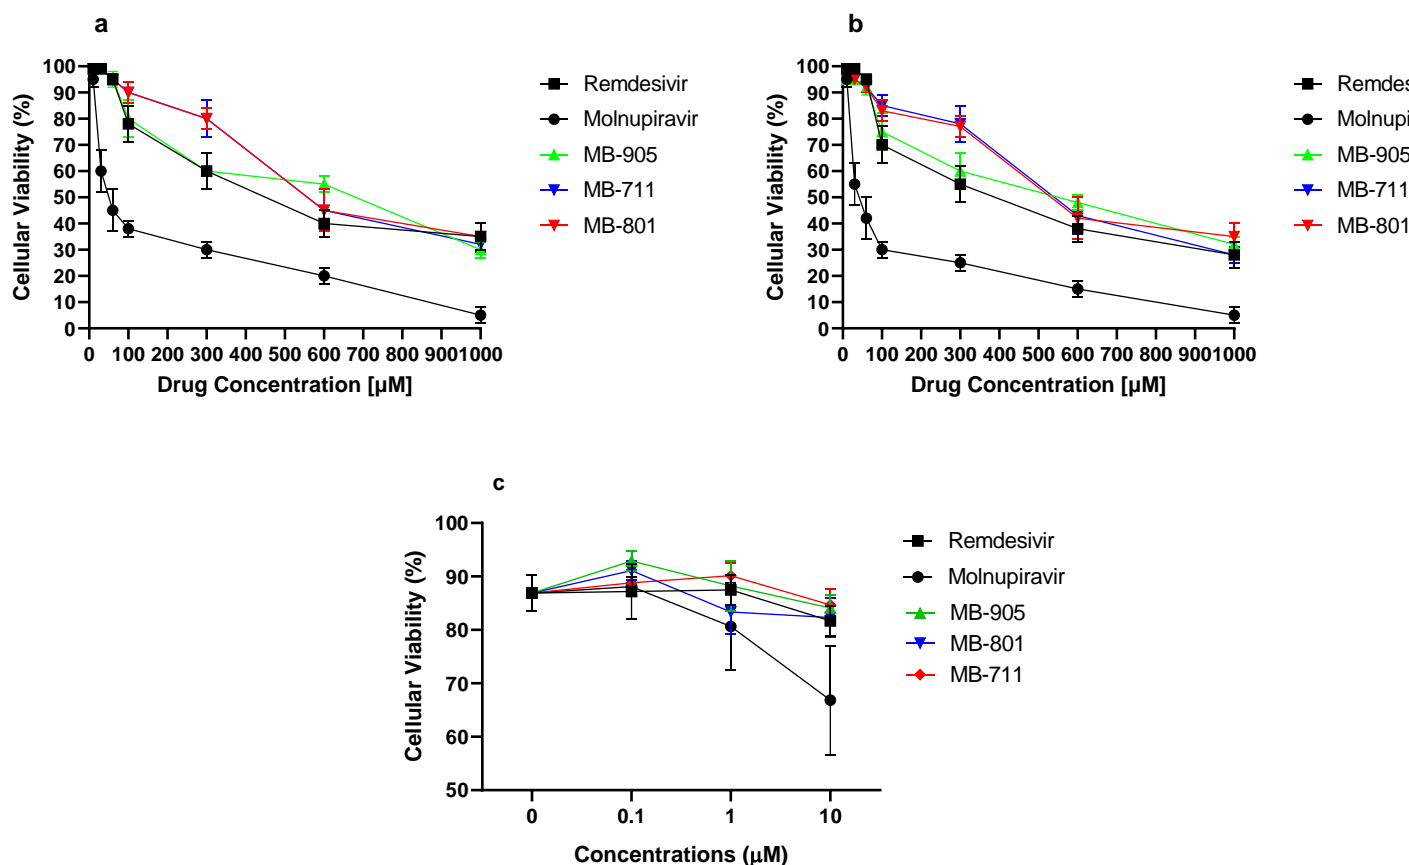 a
Cellular Viability (%)
100
90
80
70
60
50
40
30
20
10
0
0 100 200 300 400 500 600 700 800 9001000
Drug Concentration [µM]
Remdesivir
Molnupiravir
MB-905
MB-711
MB-801
b
Cellular Viability (%)
100
90
80
70
60
50
40
30
20
10
0
0 100 200 300 400 500 600 700 800 9001000
Drug Concentration [µM]
Remdes
Molnupi
MB-905
MB-711
MB-801
c
Cellular Viability (%)
100
90
80
70
60
50
0 0.1 1 10
Concentrations (µM)
Remdesivir
Molnupiravir
MB-905
MB-801
MB-711